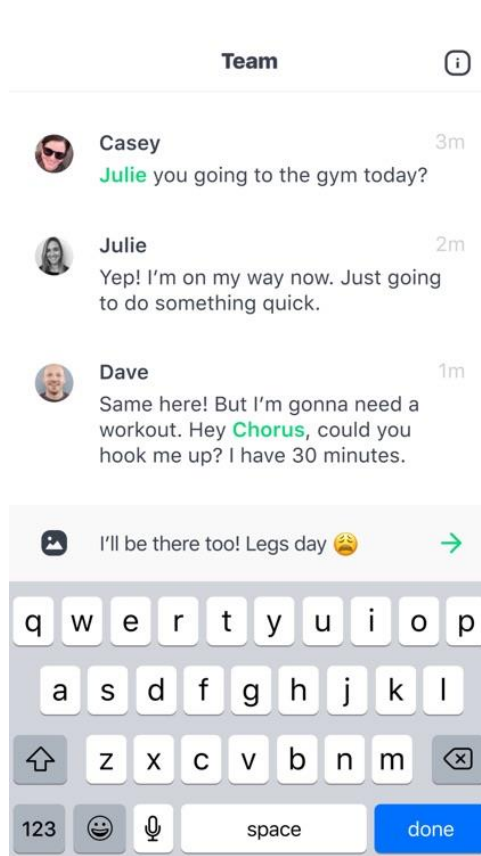 Team
Casey 3m
Julie you going to the gym today?
Julie 2m
Yep! I’m on my way now. Just going
to do something quick.
Dave 1m
Same here! But I’m gonna need a
workout. Hey Chorus, could you
hook me up? I have 30 minutes.
I’ll be there too! Legs day 😩
q w e r t y u i o p
a s d f g h j k l
z x c v b n m
123 space done